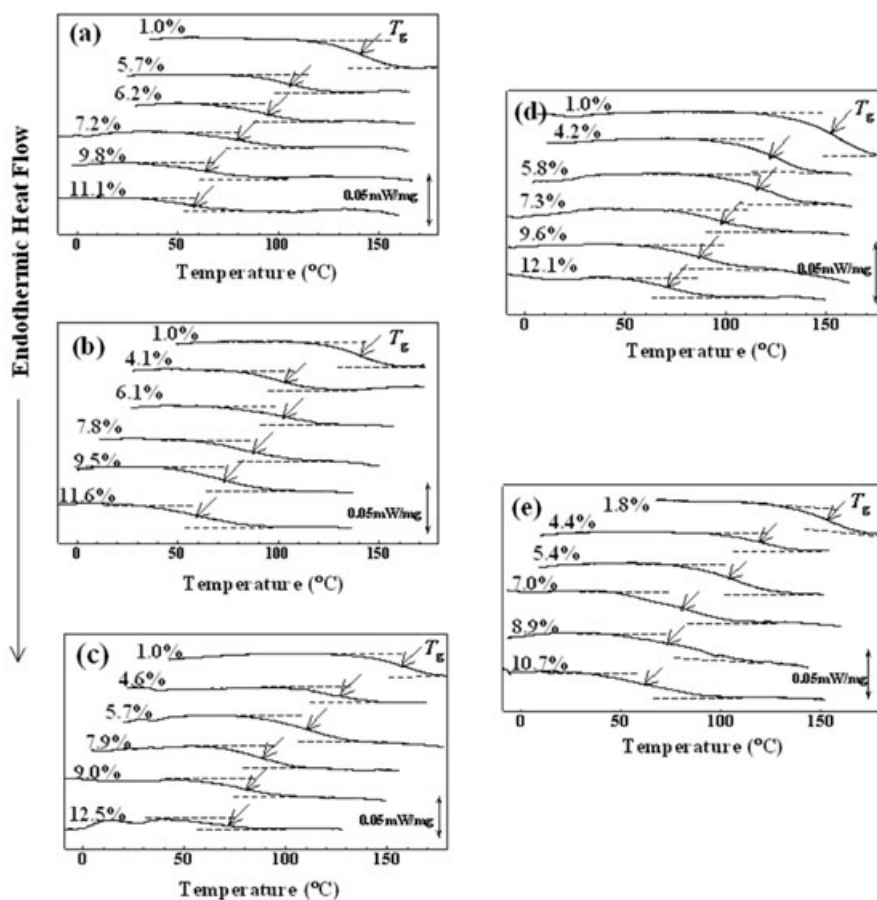 Endothermic Heat Flow
(a)
1.0%
Tg
5.7%
6.2%
7.2%
9.8%
11.1%
0.05mW/mg
0 50 100 150
Temperature (°C)
(b)
1.0%
Tg
4.1%
6.1%
7.8%
9.5%
11.6%
0.05mW/mg
0 50 100 150
Temperature (°C)
(c)
1.0%
Tg
4.6%
5.7%
7.9%
9.0%
12.5%
0.05mW/mg
0 50 100 150
Temperature (°C)
(d)
1.0%
Tg
4.2%
5.8%
7.3%
9.6%
12.1%
0.05mW/mg
0 50 100 150
Temperature (°C)
(e)
1.8%
Tg
4.4%
5.4%
7.0%
8.9%
10.7%
0.05mW/mg
0 50 100 150
Temperature (°C)